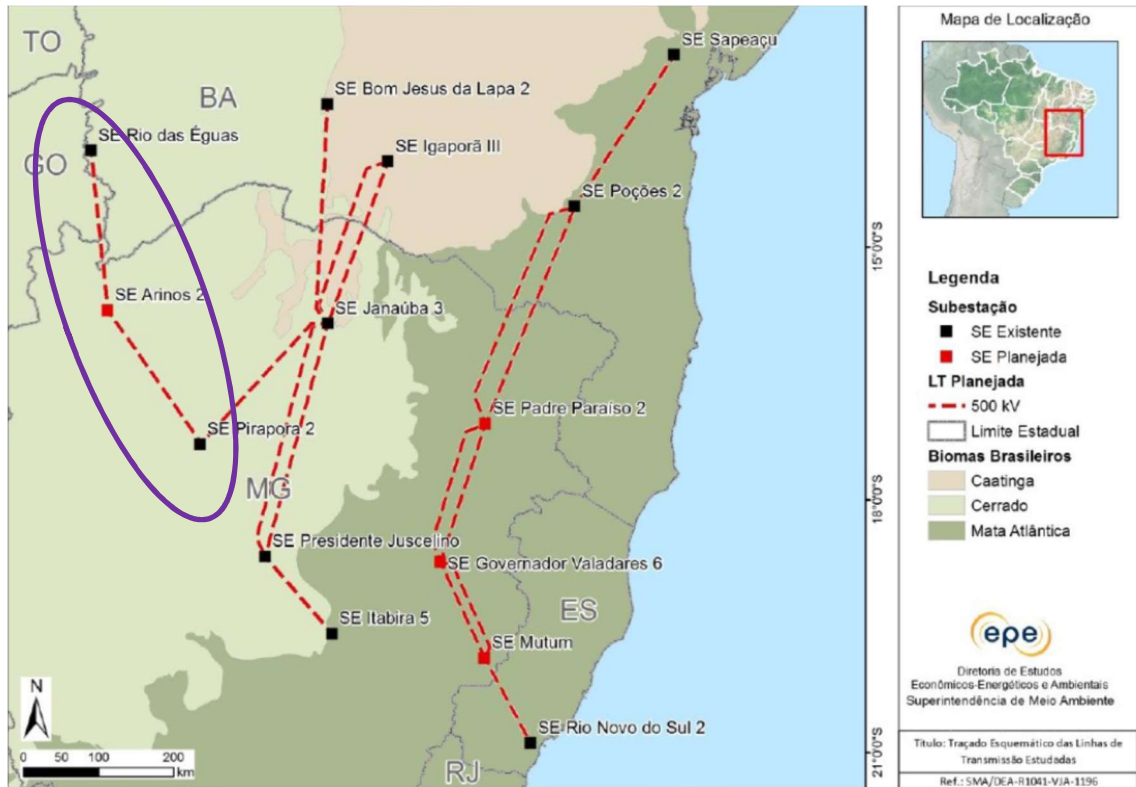 TO
BA
GO
SE Rio das Éguas
SE Bom Jesus da Lapa 2
SE Igaporã III
SE Sapeaçu
SE Poções 2
SE Arinos 2
SE Janaúba 3
SE Pirapora 2
SE Padre Paraíso 2
MG
SE Presidente Juscelino
SE Governador Valadares 6
SE Itabira 5
ES
SE Mutum
SE Rio Novo do Sul 2
RJ
N
0 50 100 200
km
15°0'0"S
18°0'0"S
21°0'0"S
Mapa de Localização
Legenda
Subestação
SE Existente
SE Planejada
LT Planejada
500 kV
Limite Estadual
Biomas Brasileiros
Caatinga
Cerrado
Mata Atlântica
epe
Diretoria de Estudos
Econômicos-Energéticos e Ambientais
Superintendência de Meio Ambiente
Título: Traçado Esquemático das Linhas de
Transmissão Estudadas
Ref.: SMA/DEA-R1041-VJA-1196